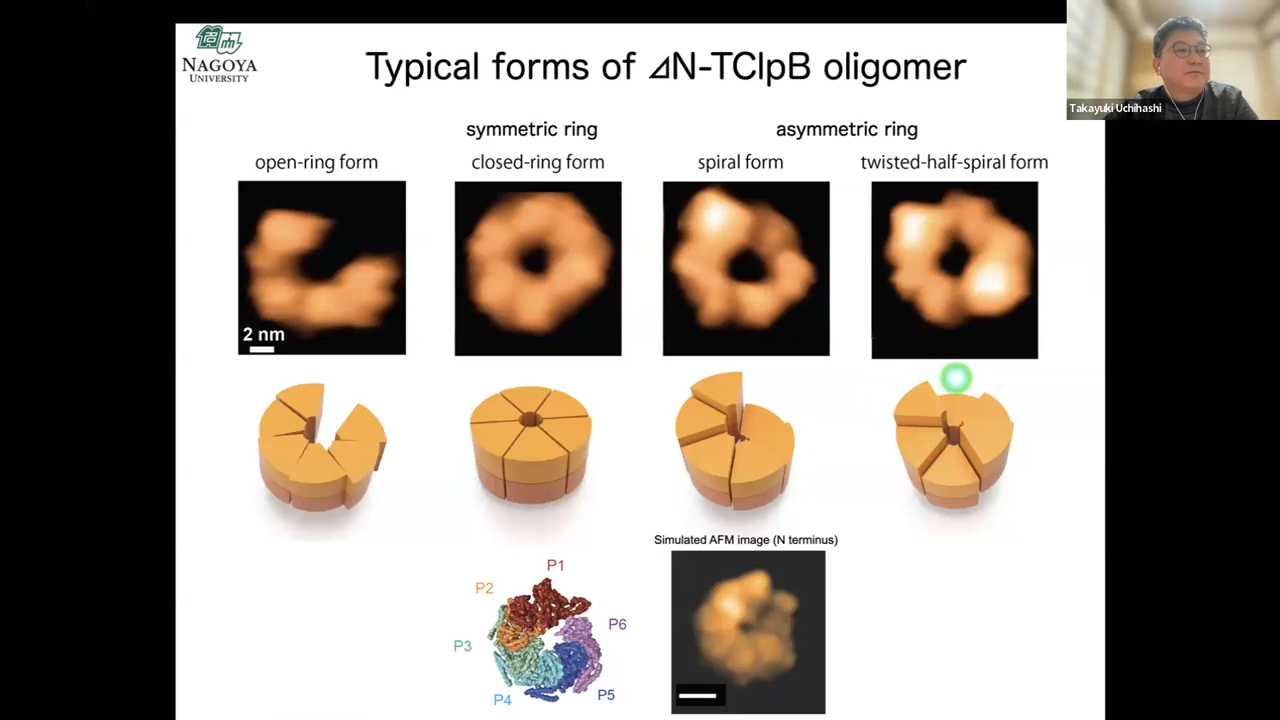 NAGOYA
UNIVERSITY
Typical forms of ⊿N-TClpB oligomer
Takayuki Uchihashi
symmetric ring
asymmetric ring
open-ring form
closed-ring form
spiral form
twisted-half-spiral form
2 nm
Simulated AFM image (N terminus)
P1
P2
P6
P3
P4
P5